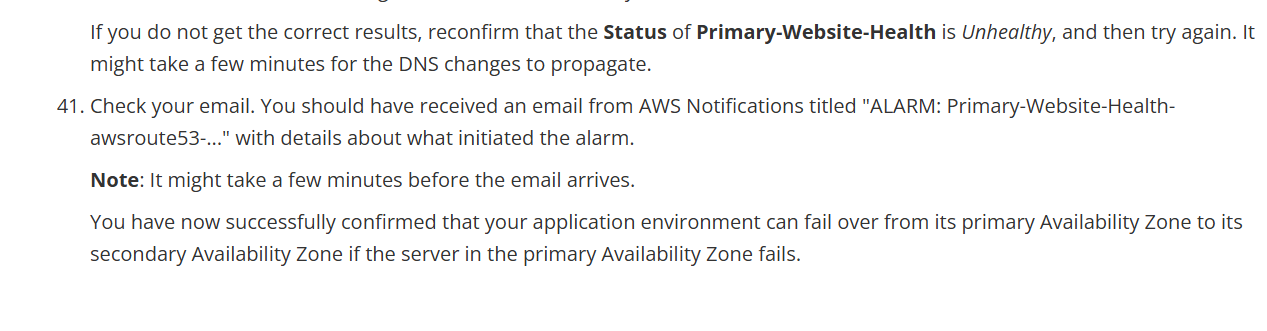 If you do not get the correct results, reconfirm that the Status of Primary-Website-Health is Unhealthy, and then try again. It
might take a few minutes for the DNS changes to propagate.
41. Check your email. You should have received an email from AWS Notifications titled "ALARM: Primary-Website-Health-
awsroute53-..." with details about what initiated the alarm.
Note: It might take a few minutes before the email arrives.
You have now successfully confirmed that your application environment can fail over from its primary Availability Zone to its
secondary Availability Zone if the server in the primary Availability Zone fails.